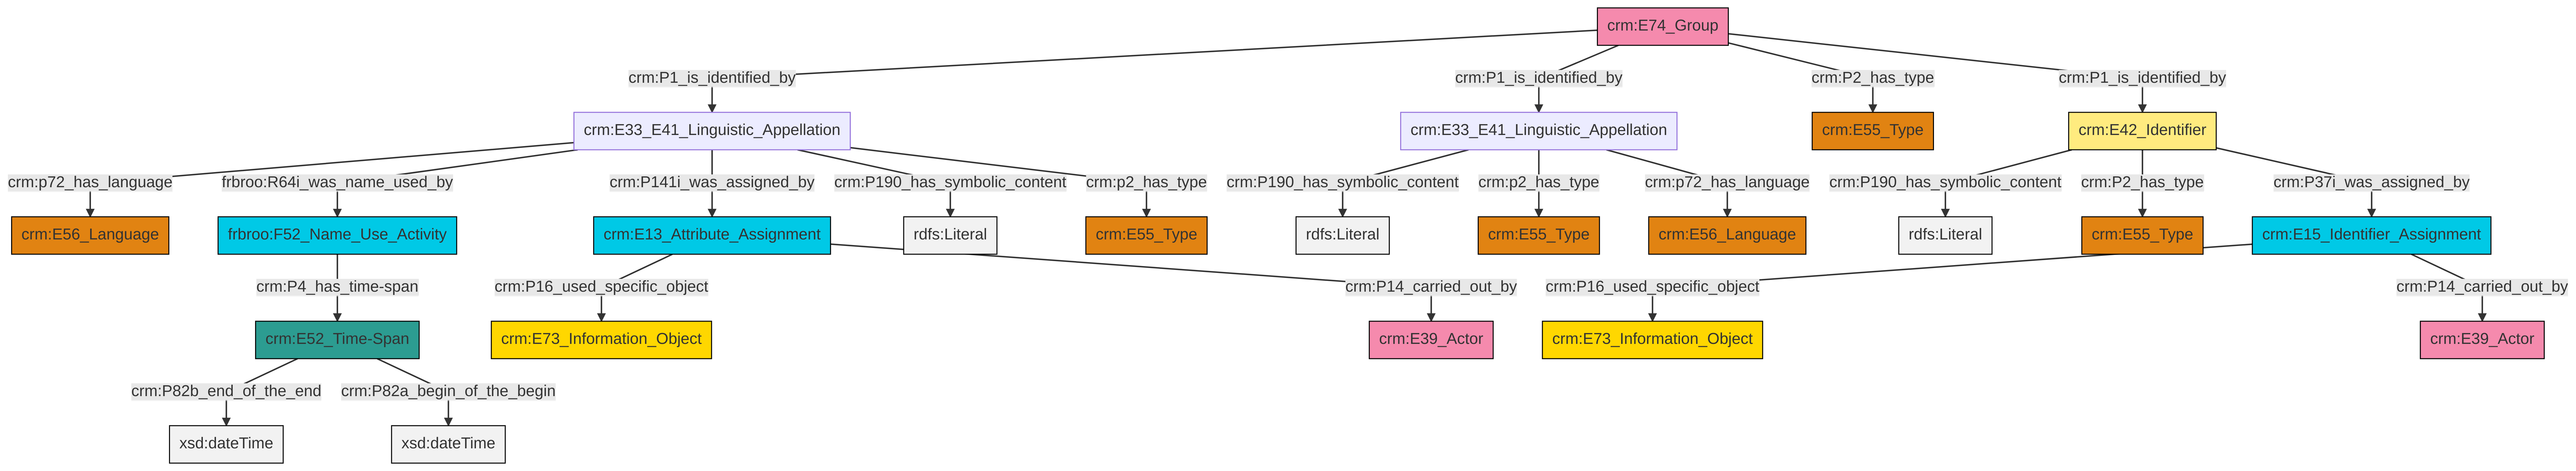 crm:E74_Group
crm:P1_is_identified_by crm:P1_is_identified_by crm:P2_has_type crm:P1_is_identified_by
crm:E33_E41_Linguistic_Appellation crm:E33_E41_Linguistic_Appellation crm:E55_Type crm:E42_Identifier
crm:p72_has_language frbroo:R64i_was_name_used_by crm:P141i_was_assigned_by crm:P190_has_symbolic_content crm:p2_has_type crm:P190_has_symbolic_content crm:p2_has_type crm:p72_has_language crm:P190_has_symbolic_content crm:P2_has_type crm:P37i_was_assigned_by
crm:E56_Language frbroo:F52_Name_Use_Activity crm:E13_Attribute_Assignment rdfs:Literal crm:E55_Type rdfs:Literal crm:E55_Type crm:E56_Language rdfs:Literal crm:E55_Type crm:E15_Identifier_Assignment
crm:P4_has_time-span crm:P16_used_specific_object crm:P14_carried_out_by crm:P16_used_specific_object crm:P14_carried_out_by
crm:E52_Time-Span crm:E73_Information_Object crm:E39_Actor crm:E73_Information_Object crm:E39_Actor
crm:P82b_end_of_the_end crm:P82a_begin_of_the_begin
xsd:dateTime xsd:dateTime